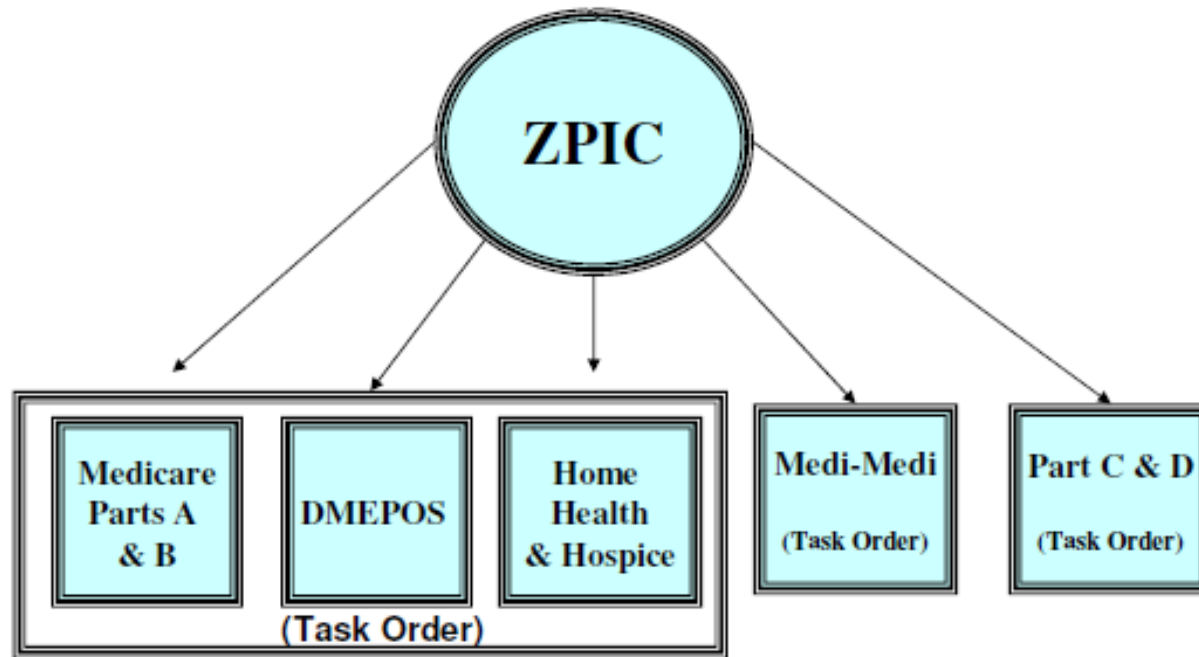 ZPIC
Medicare
Parts A
& B
DMEPOS
Home
Health
& Hospice
(Task Order)
Medi-Medi
(Task Order)
Part C & D
(Task Order)